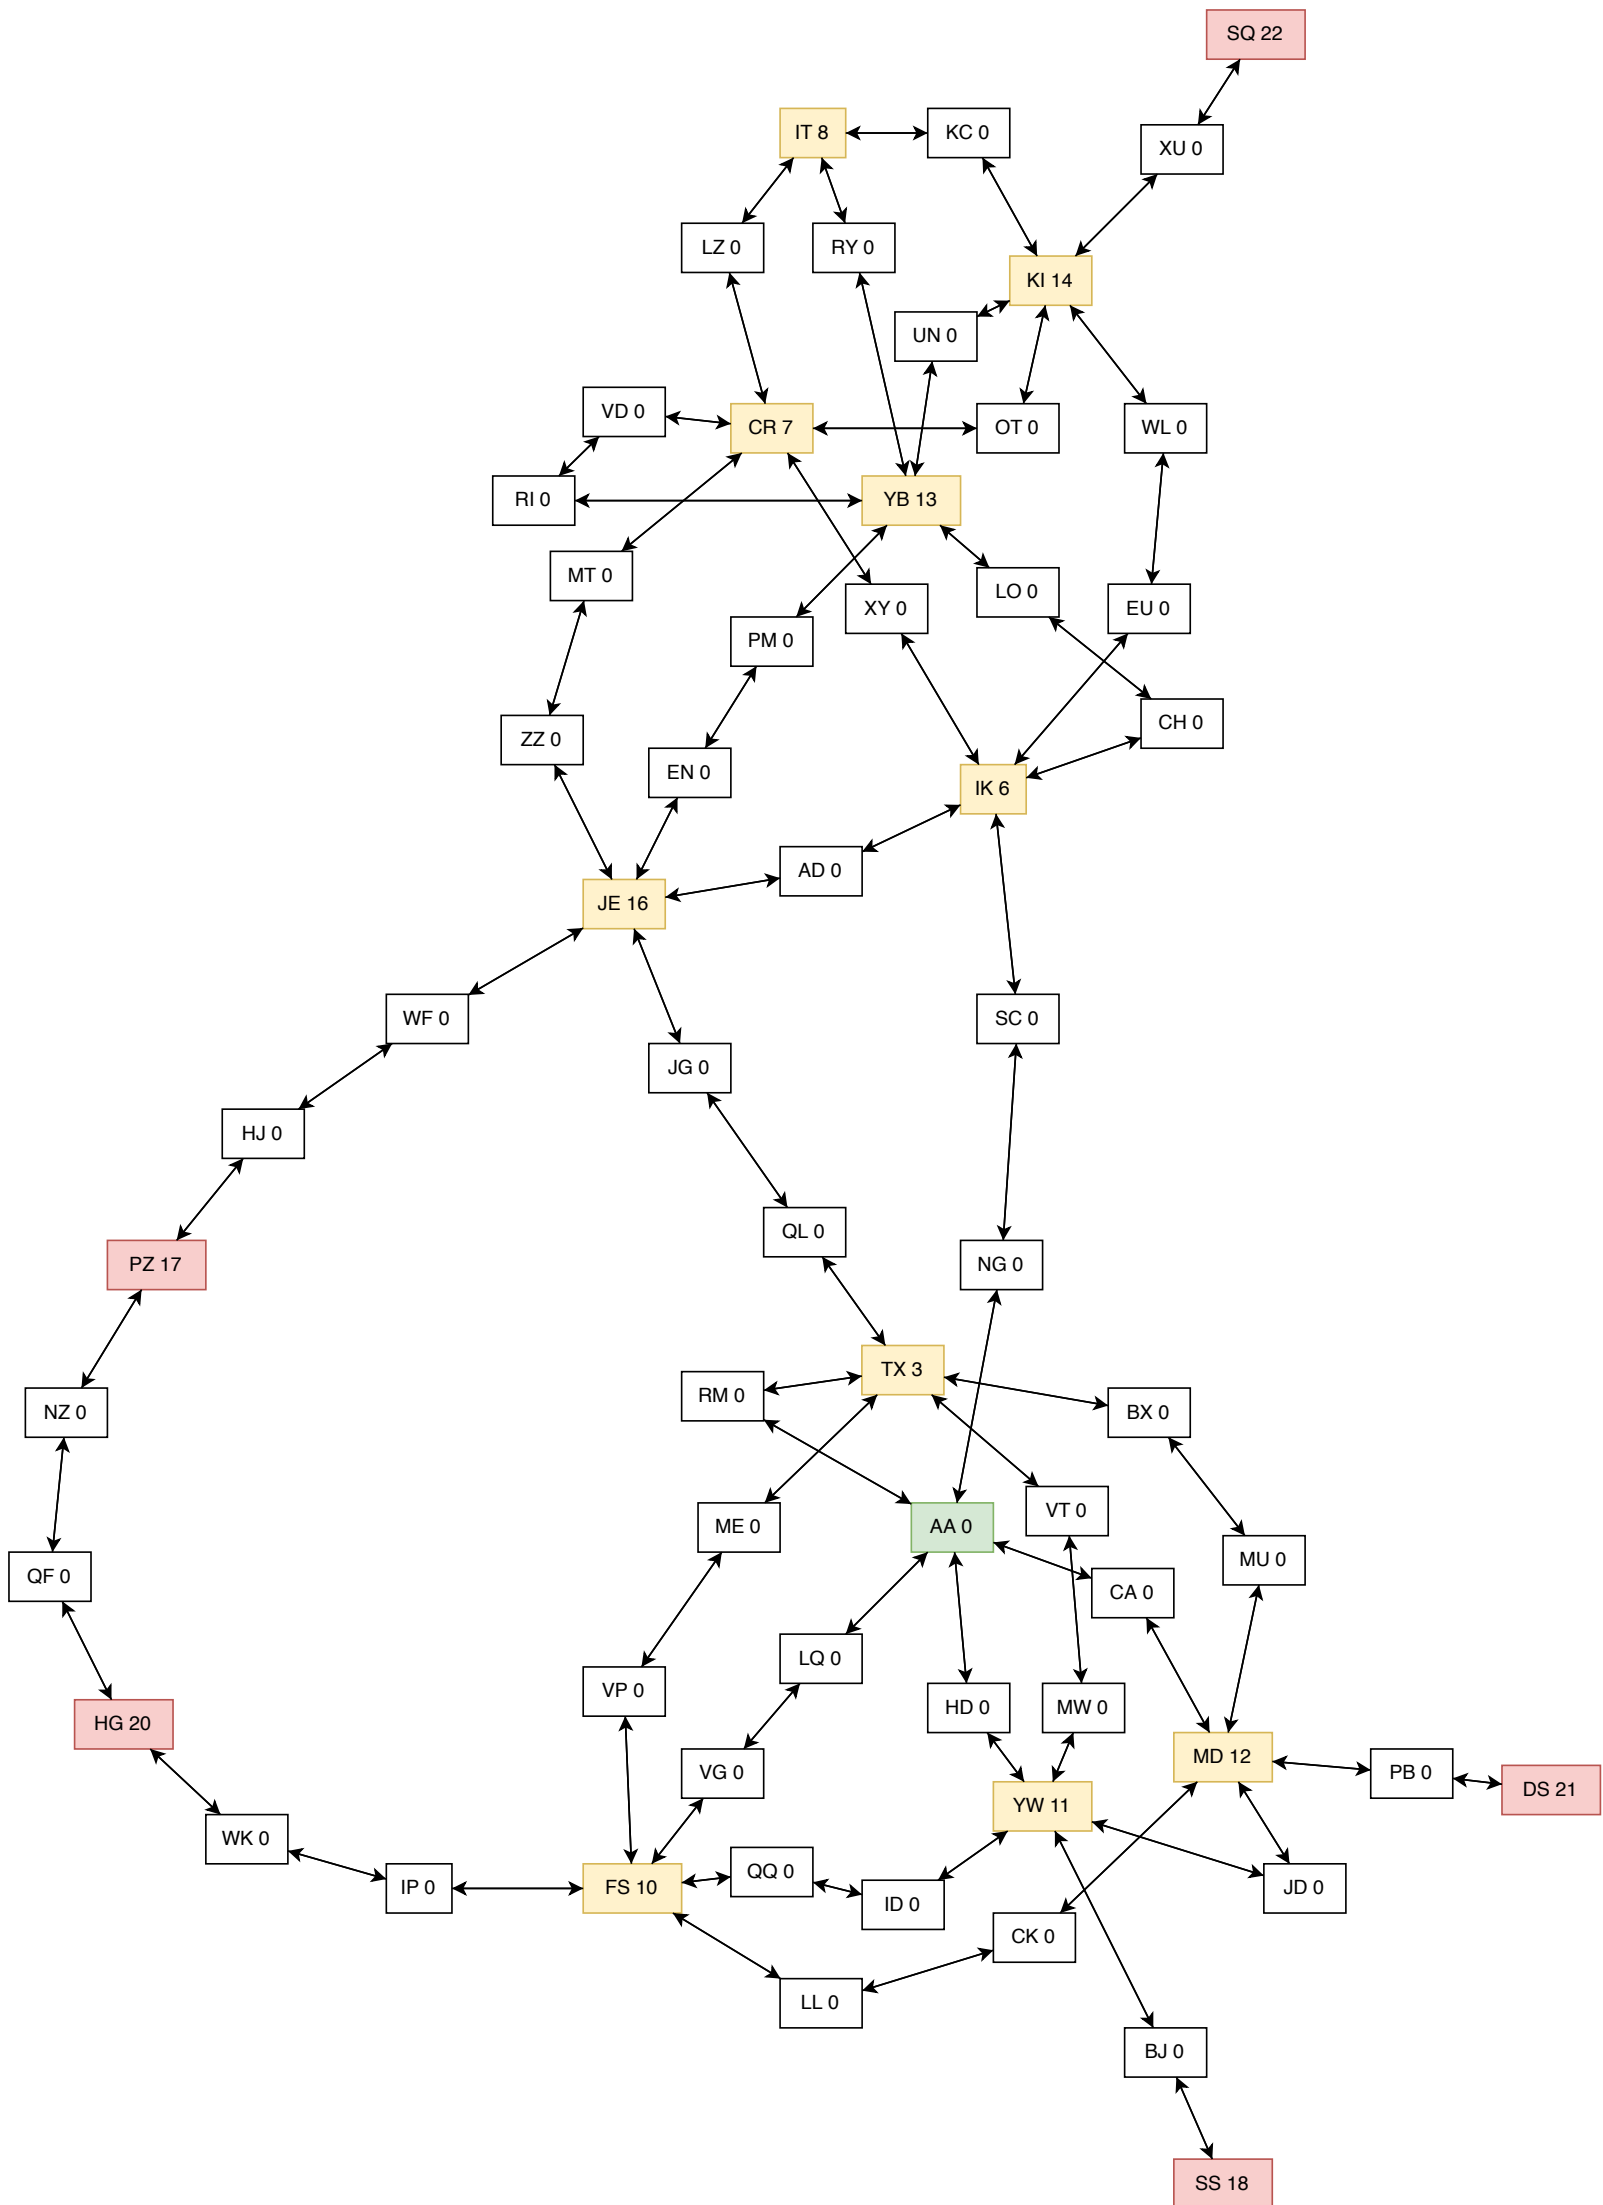 SQ 22
IT 8
KC 0
XU 0
LZ 0
RY 0
KI 14
UN 0
VD 0
CR 7
OT 0
WL 0
RI 0
YB 13
MT 0
LO 0
XY 0
EU 0
PM 0
CH 0
ZZ 0
EN 0
IK 6
AD 0
JE 16
WF 0
SC 0
JG 0
HJ 0
QL 0
PZ 17
NG 0
TX 3
RM 0
NZ 0
BX 0
VT 0
ME 0
AA 0
MU 0
QF 0
CA 0
LQ 0
VP 0
HD 0
MW 0
HG 20
MD 12
VG 0
PB 0
DS 21
YW 11
WK 0
QQ 0
IP 0
FS 10
JD 0
ID 0
CK 0
LL 0
BJ 0
SS 18